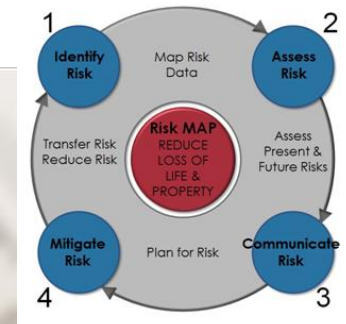 1
Identify
Risk
Map Risk
Data
2
Assess
Risk
Transfer Risk
Reduce Risk
Risk MAP
REDUCE
LOSS OF
LIFE &
PROPERTY
Assess
Present &
Future Risks
Mitigate
Risk
4
Plan for Risk
Communicate
Risk
3